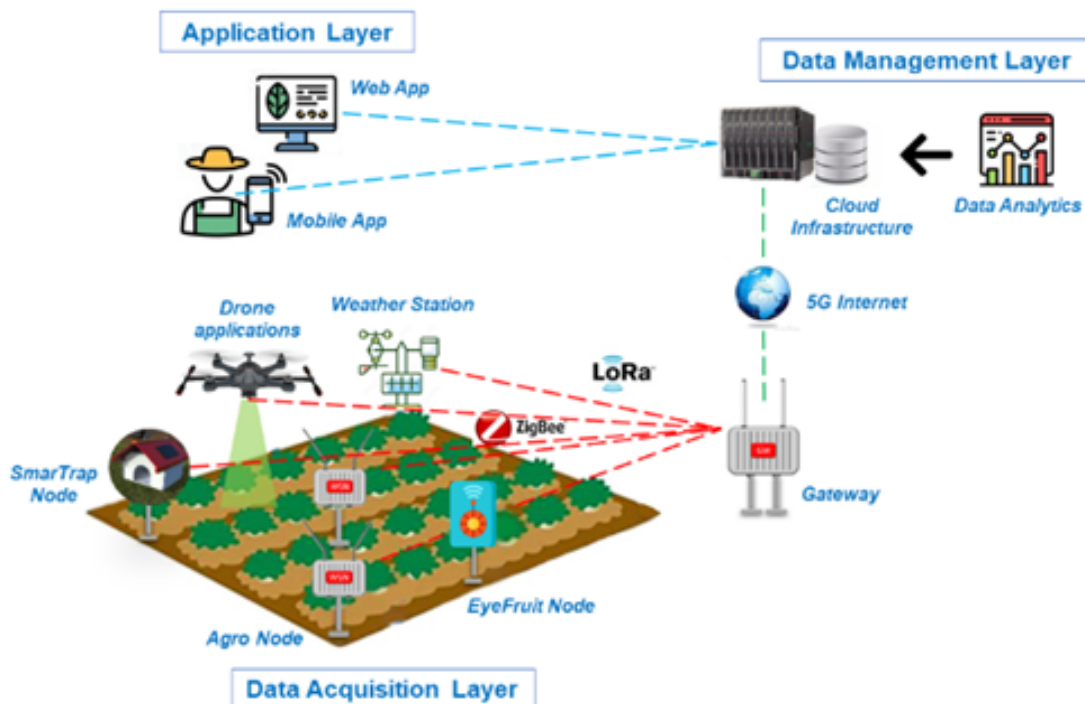 Application Layer
Data Management Layer
Web App
Mobile App
Cloud
Infrastructure
Data Analytics
5G Internet
Drone
applications
Weather Station
LoRa
ZigBee
SmarTrap
Node
Gateway
EyeFruit Node
Agro Node
Data Acquisition Layer